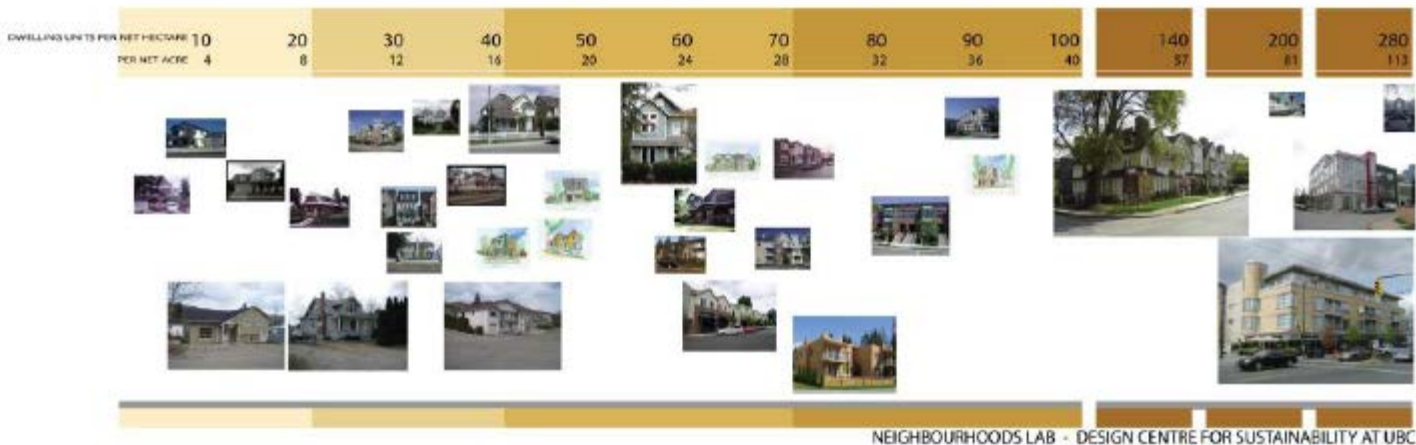 DWELLING UNITS PER NET HECTARE 10 20 30 40 50 60 70 80 90 100 140 200 280
PER NET ACRE 4 8 12 16 20 24 28 32 36 40 57 81 113
NEIGHBOURHOODS LAB - DESIGN CENTRE FOR SUSTAINABILITY AT UBC